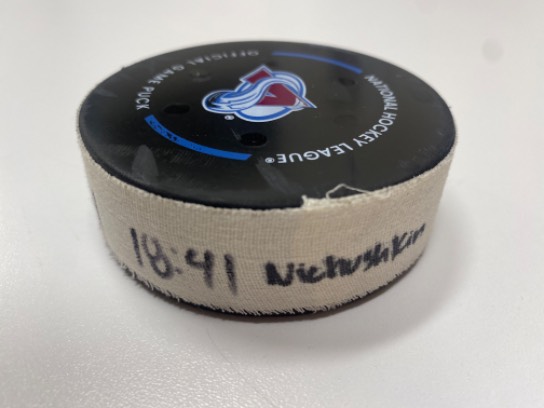 OFFICIAL GAME PUCK
NATIONAL HOCKEY LEAGUE®
®
18:41 Nichushkin